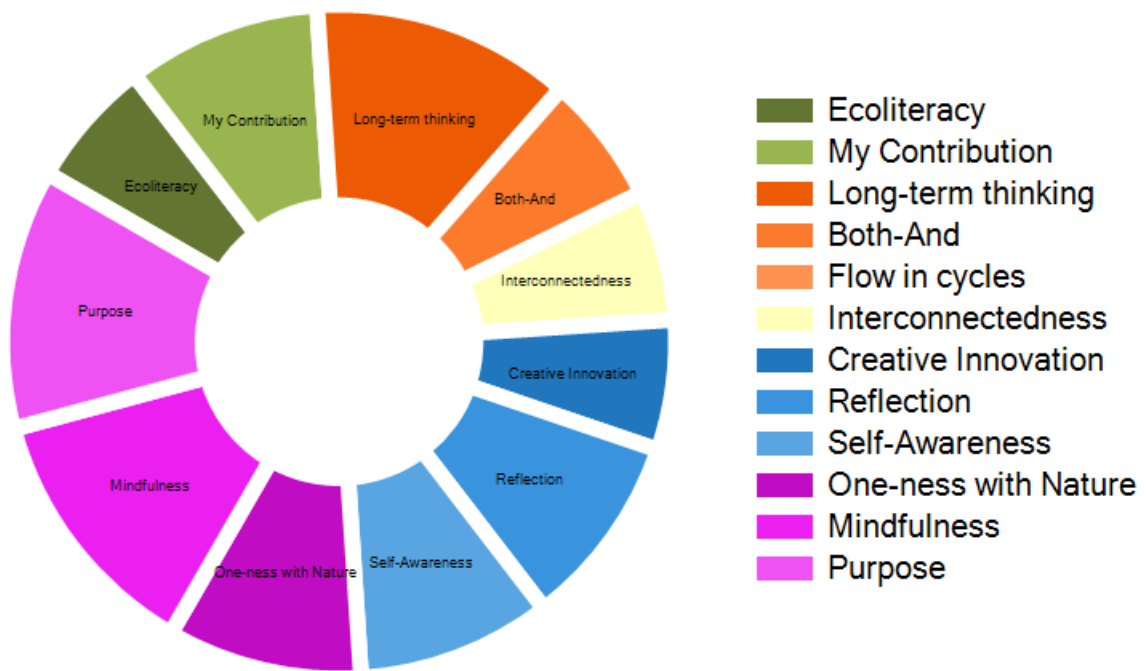 My Contribution
Long-term thinking
Ecoliteracy
Both-And
Interconnectedness
Purpose
Creative Innovation
Mindfulness
Reflection
One-ness with Nature
Self-Awareness
Ecoliteracy
My Contribution
Long-term thinking
Both-And
Flow in cycles
Interconnectedness
Creative Innovation
Reflection
Self-Awareness
One-ness with Nature
Mindfulness
Purpose